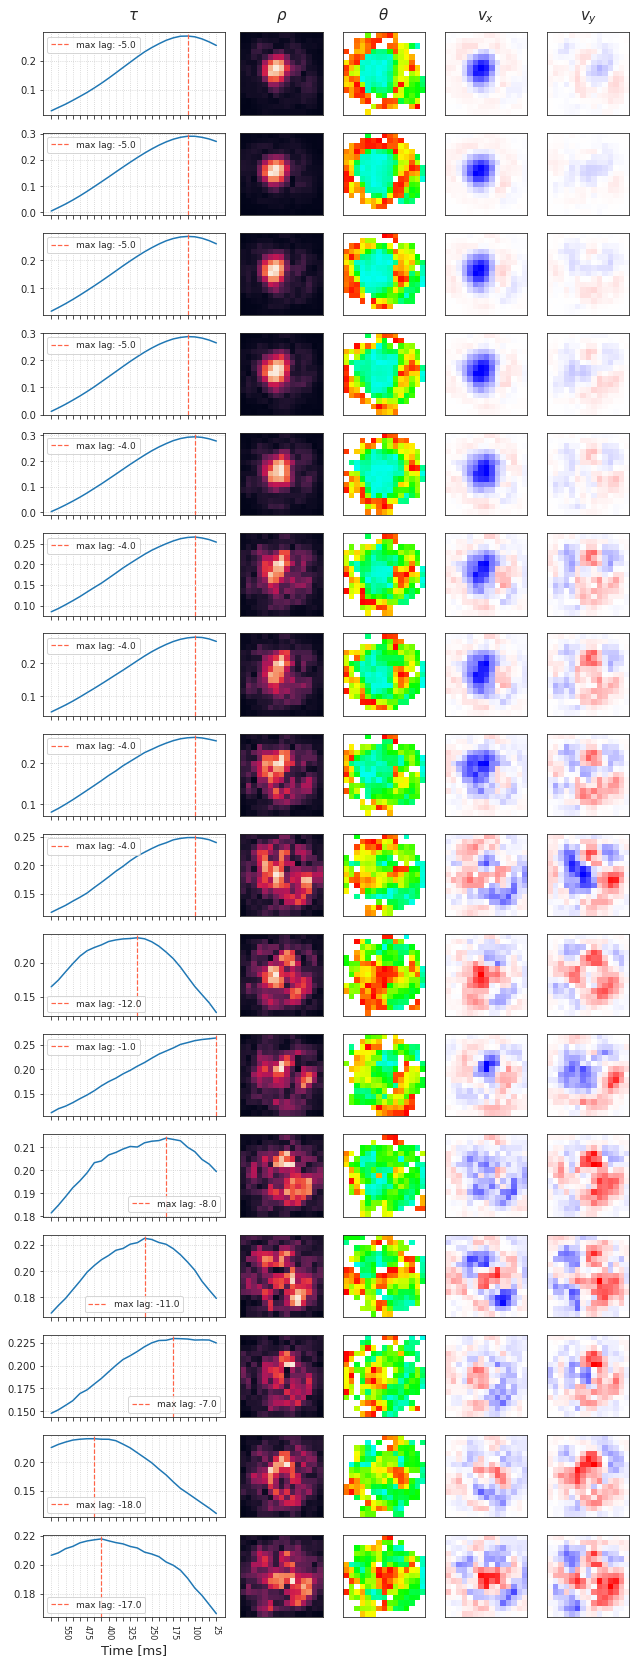 τ ρ θ v_x v_y
0.2
0.1
max lag: -5.0
0.3
0.2
0.1
0.0
max lag: -5.0
0.2
0.1
max lag: -5.0
0.3
0.2
0.1
0.0
max lag: -5.0
0.3
0.2
0.1
0.0
max lag: -4.0
0.25
0.20
0.15
0.10
max lag: -4.0
0.2
0.1
max lag: -4.0
0.2
0.1
max lag: -4.0
0.25
0.20
0.15
max lag: -4.0
0.20
0.15
max lag: -12.0
0.25
0.20
0.15
max lag: -1.0
0.21
0.20
0.19
0.18
max lag: -8.0
0.22
0.20
0.18
max lag: -11.0
0.225
0.200
0.175
0.150
max lag: -7.0
0.20
0.15
max lag: -18.0
0.22
0.20
0.18
max lag: -17.0
550 475 400 325 250 175 100 25
Time [ms]